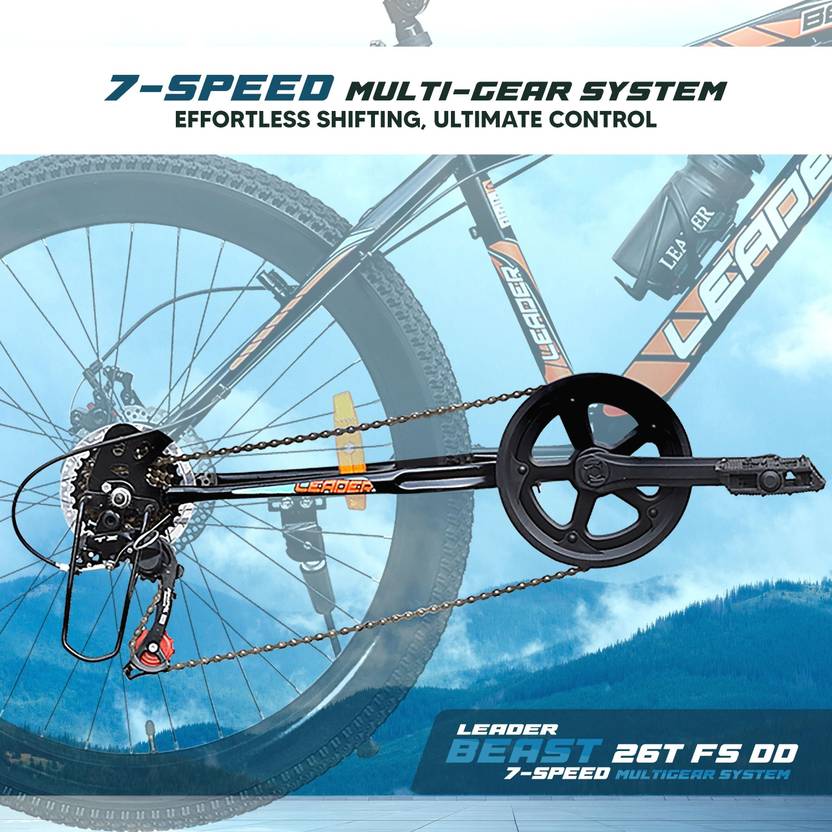 7-SPEED MULTI-GEAR SYSTEM
EFFORTLESS SHIFTING, ULTIMATE CONTROL
LEADER
LEADER
LEADER
LEADER
LEADER
BEAST 26T FS DD
7-SPEED MULTIGEAR SYSTEM